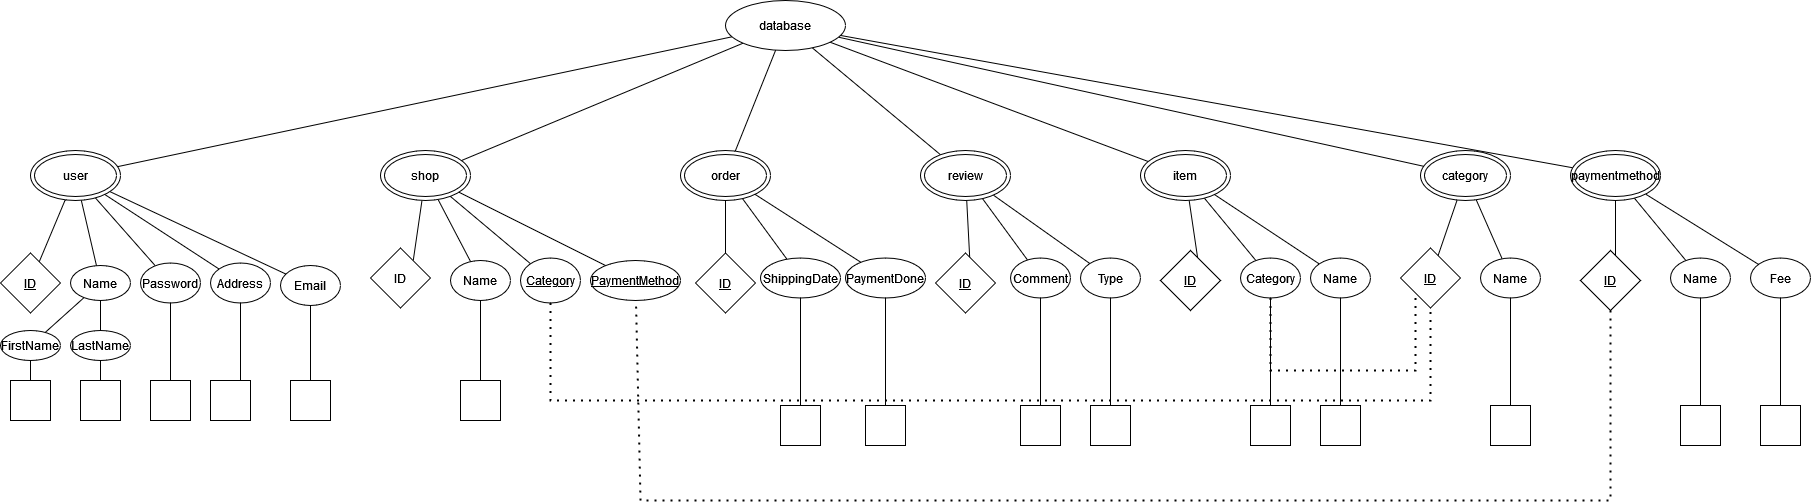 database
user
shop
order
review
item
category
paymentmethod
ID
Name
Password
Address
Email
ID
Name
Category
PaymentMethod
ID
ShippingDate
PaymentDone
ID
Comment
Type
ID
Category
Name
ID
Name
ID
Name
Fee
FirstName
LastName